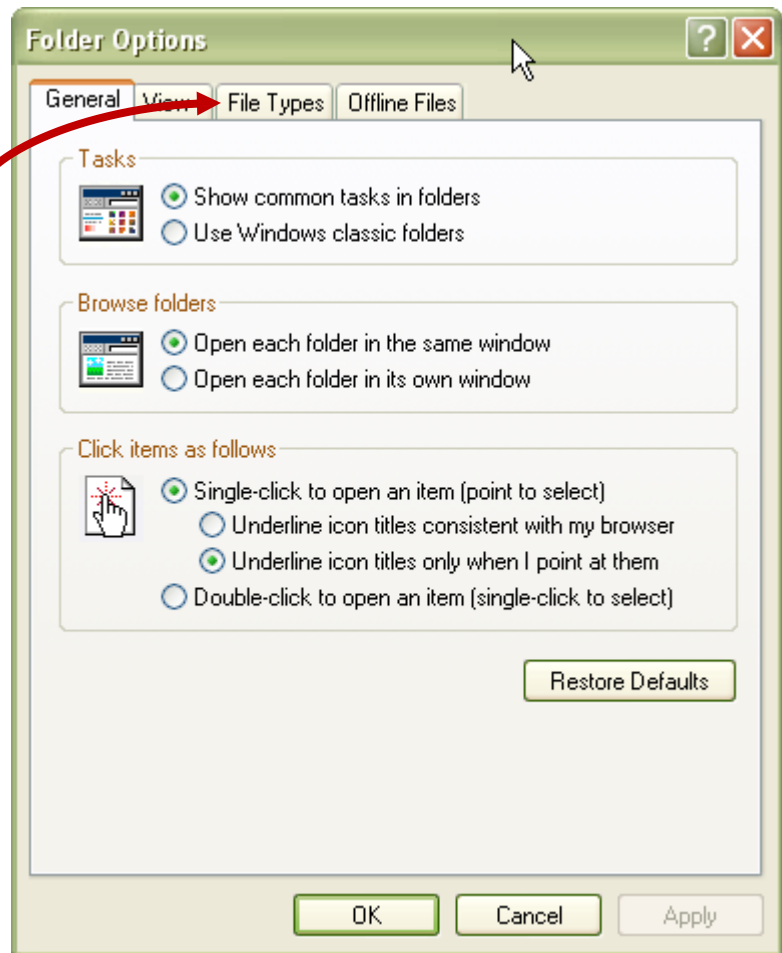 Folder Options
General View File Types Offline Files
Tasks
Show common tasks in folders
Use Windows classic folders
Browse folders
Open each folder in the same window
Open each folder in its own window
Click items as follows
Single-click to open an item (point to select)
Underline icon titles consistent with my browser
Underline icon titles only when I point at them
Double-click to open an item (single-click to select)
Restore Defaults
OK Cancel Apply